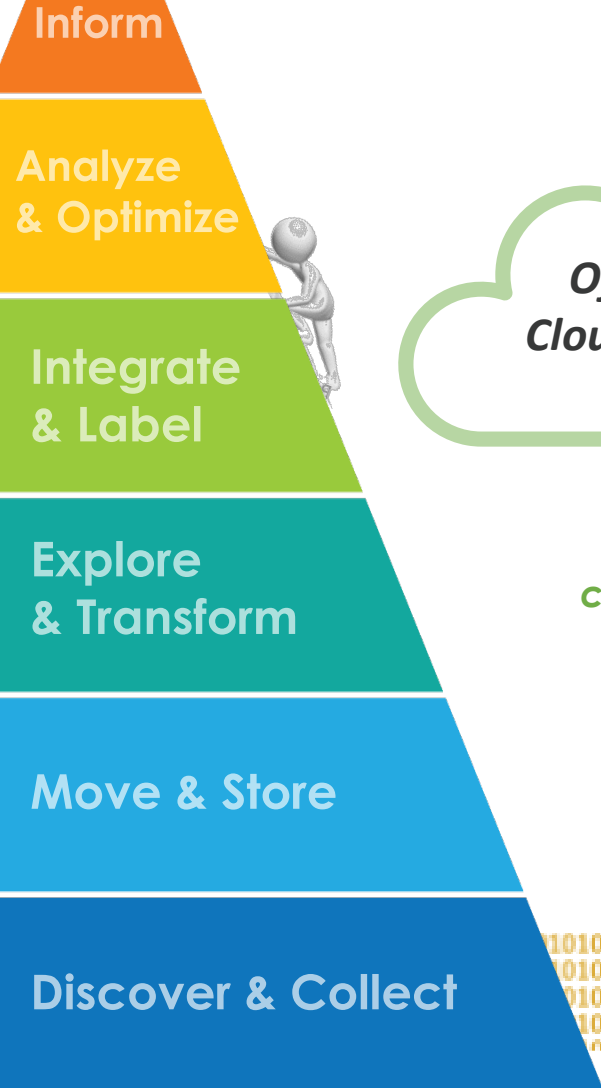 Inform
Analyze
& Optimize
Integrate
& Label
Explore
& Transform
Move & Store
Discover & Collect